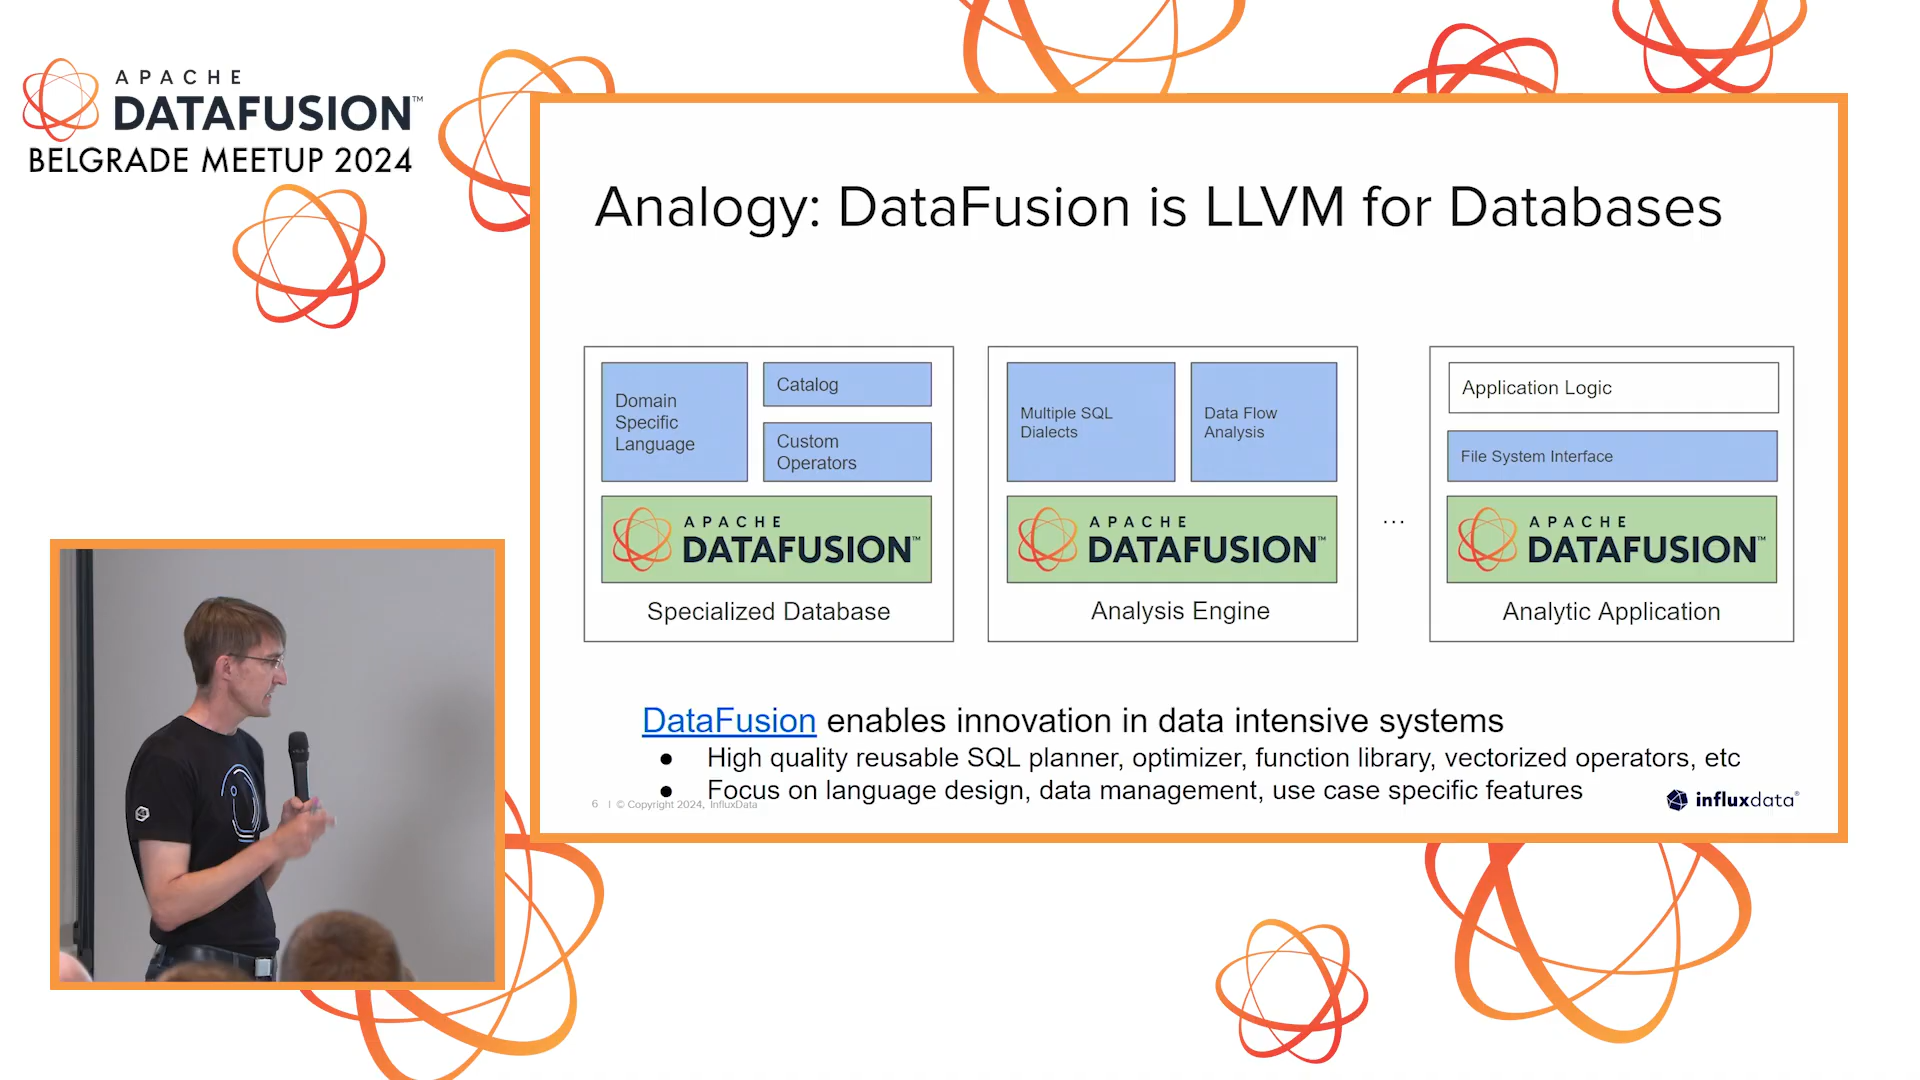 APACHE
DATAFUSION™
BELGRADE MEETUP 2024
Analogy: DataFusion is LLVM for Databases
Domain
Specific
Language
Catalog
Custom
Operators
APACHE
DATAFUSION™
Specialized Database
Multiple SQL
Dialects
Data Flow
Analysis
APACHE
DATAFUSION™
Analysis Engine
...
Application Logic
File System Interface
APACHE
DATAFUSION™
Analytic Application
DataFusion enables innovation in data intensive systems
● High quality reusable SQL planner, optimizer, function library, vectorized operators, etc
● Focus on language design, data management, use case specific features
6 | © Copyright 2024, InfluxData
influxdata®